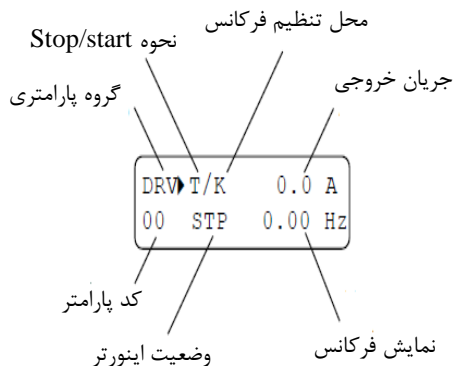 محل تنظیم فرکانس
نحوه Stop/start
جریان خروجی
گروه پارامتری
DRV▶T/K 0.0 A
00 STP 0.00 Hz
کد پارامتر
وضعیت اینورتر
نمایش فرکانس